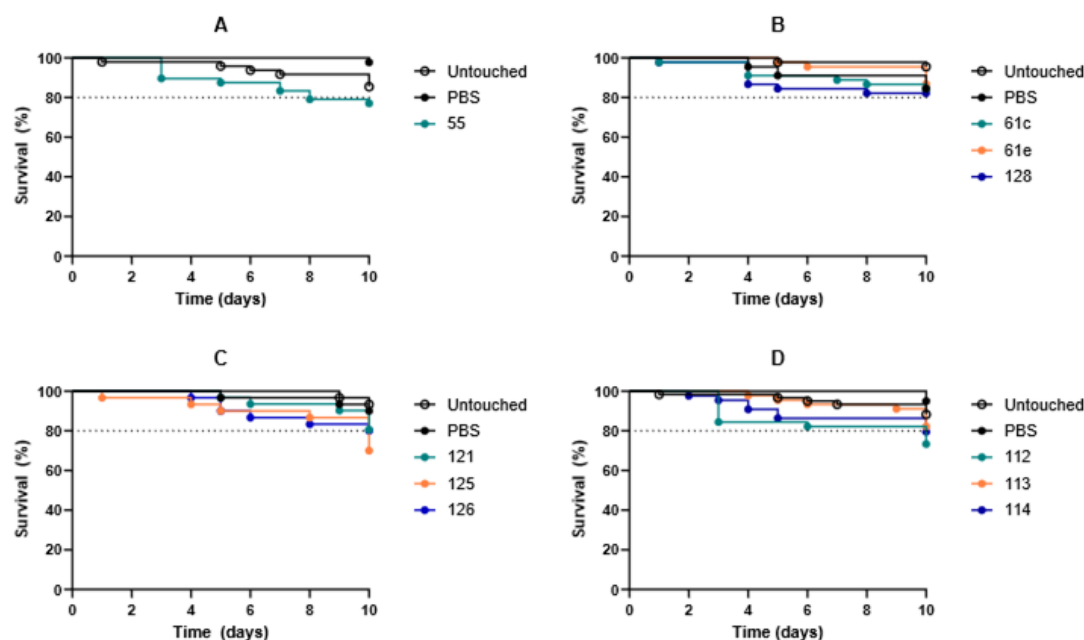 A
Survival (%)
100
80
60
40
20
0
0 2 4 6 8 10
Time (days)
Untouched
PBS
55
B
Survival (%)
100
80
60
40
20
0
0 2 4 6 8 10
Time (days)
Untouched
PBS
61c
61e
128
C
Survival (%)
100
80
60
40
20
0
0 2 4 6 8 10
Time (days)
Untouched
PBS
121
125
126
D
Survival (%)
100
80
60
40
20
0
0 2 4 6 8 10
Time (days)
Untouched
PBS
112
113
114